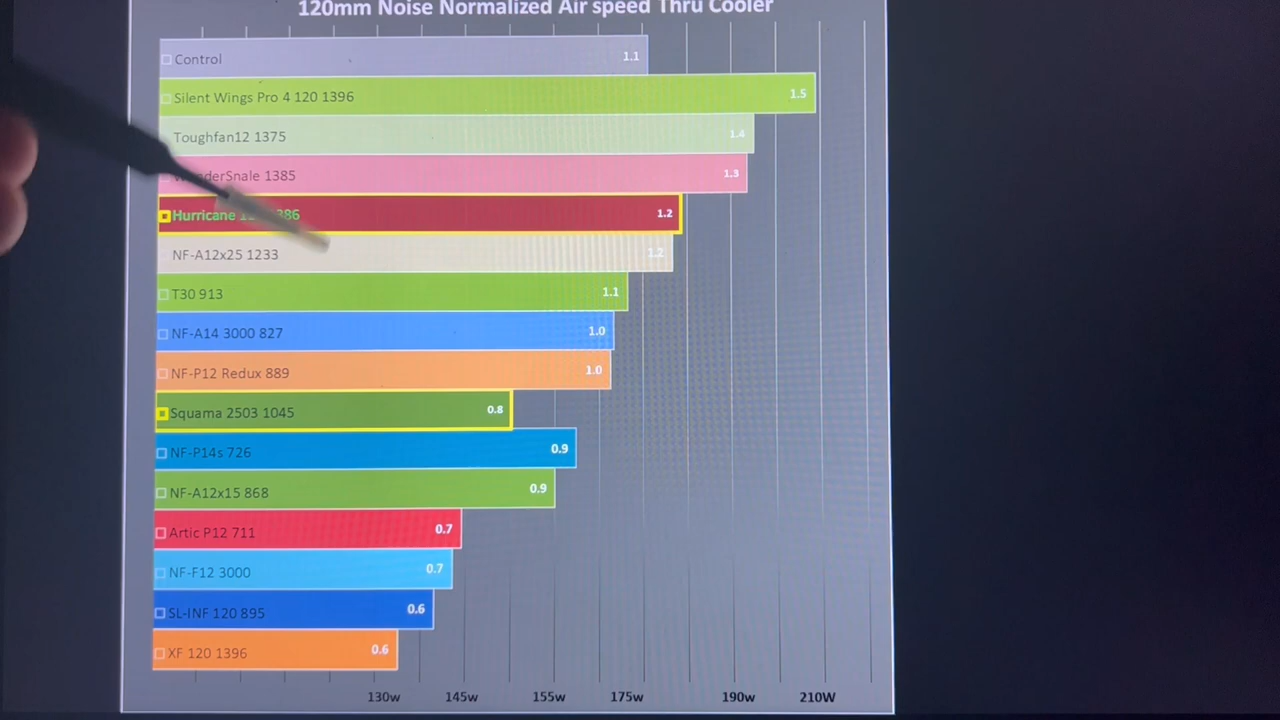 120mm Noise Normalized Air speed Thru Cooler
Control 1.1
Silent Wings Pro 4 120 1396 1.5
Toughfan12 1375 1.4
WonderSnale 1385 1.3
Hurricane 1.2
NF-A12x25 1233 1.2
T30 913 1.1
NF-A14 3000 827 1.0
NF-P12 Redux 889 1.0
Squama 2503 1045 0.8
NF-P14s 726 0.9
NF-A12x15 868 0.9
Artic P12 711 0.7
NF-F12 3000 0.7
SL-INF 120 895 0.6
XF 120 1396 0.6
130w 145w 155w 175w 190w 210W